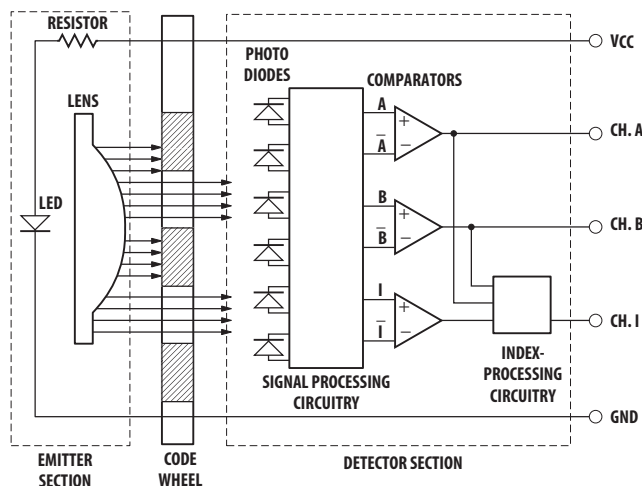 RESISTOR
LENS
LED
PHOTO
DIODES
COMPARATORS
A
A̅
B
B̅
I
I̅
+
−
+
−
+
−
VCC
CH. A
CH. B
CH. I
GND
INDEX-
PROCESSING
CIRCUITRY
SIGNAL PROCESSING
CIRCUITRY
EMITTER
SECTION
CODE
WHEEL
DETECTOR SECTION